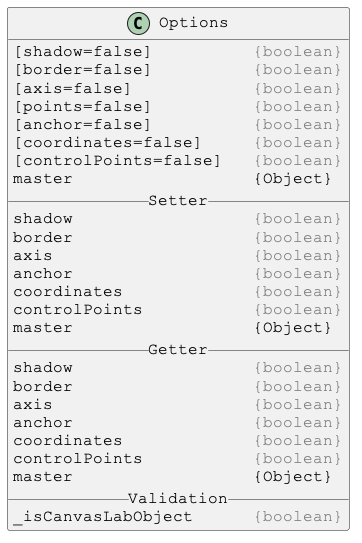 C Options
[shadow=false] {boolean}
[border=false] {boolean}
[axis=false] {boolean}
[points=false] {boolean}
[anchor=false] {boolean}
[coordinates=false] {boolean}
[controlPoints=false] {boolean}
master {Object}
Setter
shadow {boolean}
border {boolean}
axis {boolean}
anchor {boolean}
coordinates {boolean}
controlPoints {boolean}
master {Object}
Getter
shadow {boolean}
border {boolean}
axis {boolean}
anchor {boolean}
coordinates {boolean}
controlPoints {boolean}
master {Object}
Validation
_isCanvasLabObject {boolean}